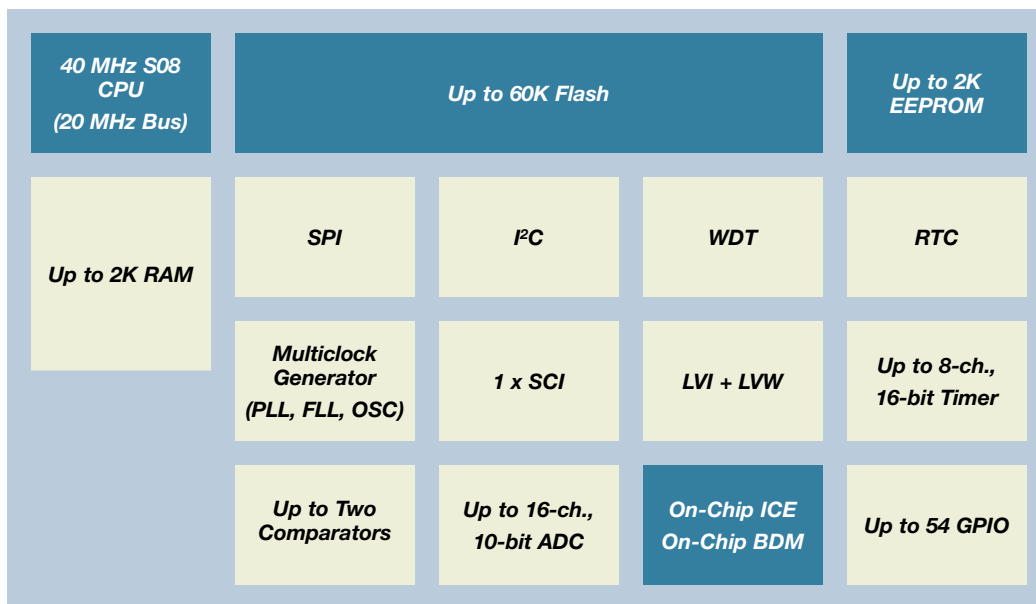 40 MHz S08
CPU
(20 MHz Bus)
Up to 60K Flash
Up to 2K
EEPROM
Up to 2K RAM
SPI
I²C
WDT
RTC
Multiclock
Generator
(PLL, FLL, OSC)
1 x SCI
LVI + LVW
Up to 8-ch.,
16-bit Timer
Up to Two
Comparators
Up to 16-ch.,
10-bit ADC
On-Chip ICE
On-Chip BDM
Up to 54 GPIO